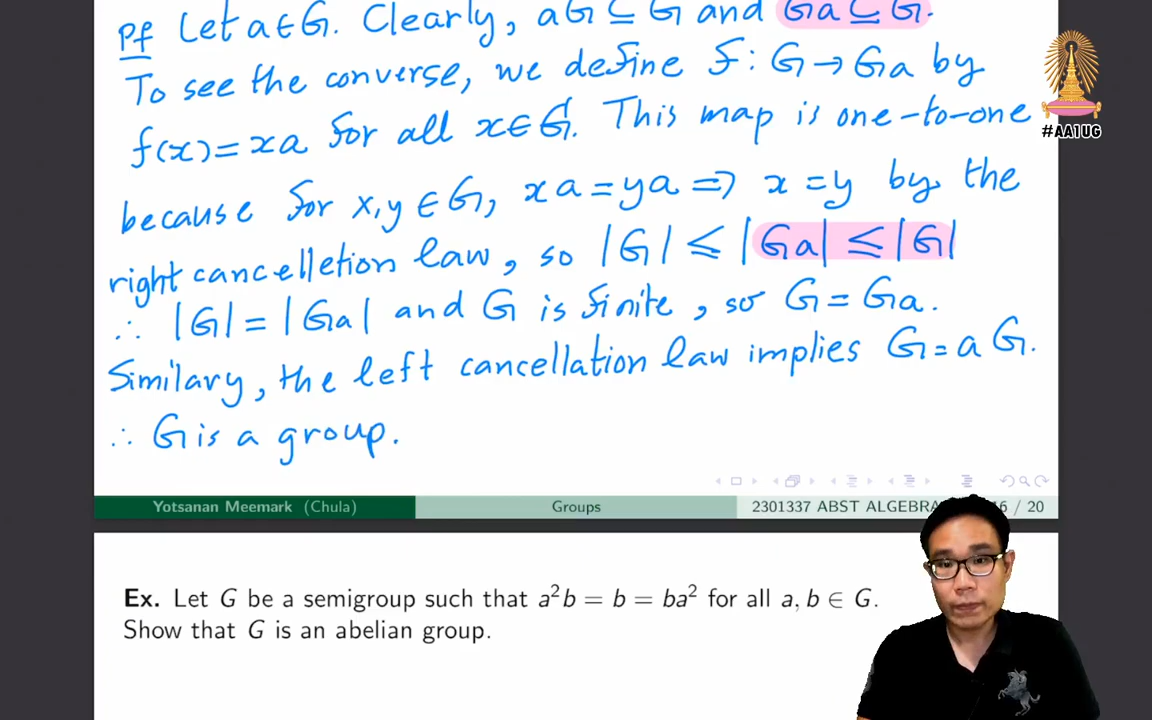 pf Let a ∈ G. Clearly, aG ⊆ G and Ga ⊆ G.
To see the converse, we define f : G → Ga by
f(x) = xa for all x ∈ G. This map is one-to-one
because for x, y ∈ G, xa = ya ⇒ x = y by the
right cancelletion law, so |G| ≤ |Ga| ≤ |G|
∴ |G| = |Ga| and G is finite, so G = Ga.
Similary, the left cancellation law implies G = aG.
∴ G is a group.
#AA1UG
Yotsanan Meemark (Chula) Groups 2301337 ABST ALGEBRA 16 / 20
Ex. Let G be a semigroup such that a²b = b = ba² for all a, b ∈ G.
Show that G is an abelian group.